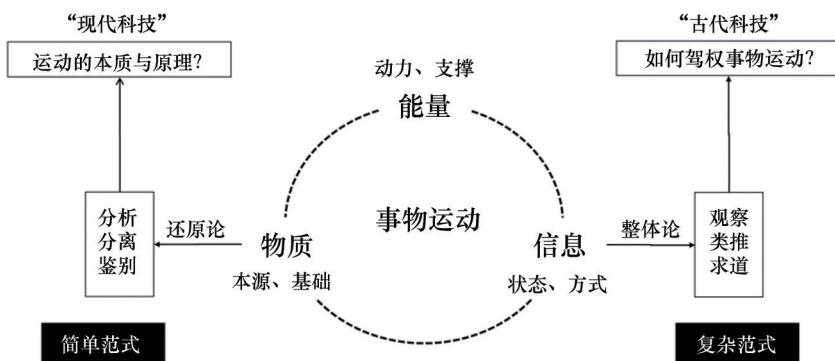 “现代科技”
运动的本质与原理?
“古代科技”
如何驾权事物运动?
动力、支撑
能量
分析
分离
鉴别
还原论
物质
本源、基础
事物运动
信息
状态、方式
整体论
观察
类推
求道
简单范式
复杂范式